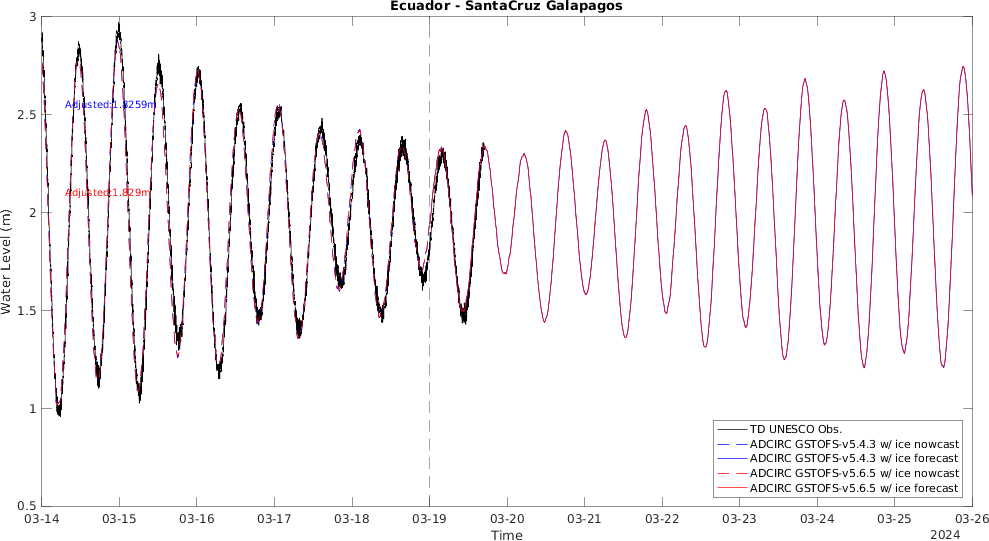 Ecuador - SantaCruz Galapagos
3
2.5
2
1.5
1
0.5
Water Level (m)
Adjusted:1.8259m
Adjusted:1.829m
TD UNESCO Obs.
ADCIRC GSTOFS-v5.4.3 w/ ice nowcast
ADCIRC GSTOFS-v5.4.3 w/ ice forecast
ADCIRC GSTOFS-v5.6.5 w/ ice nowcast
ADCIRC GSTOFS-v5.6.5 w/ ice forecast
03-14 03-15 03-16 03-17 03-18 03-19 03-20 03-21 03-22 03-23 03-24 03-25 03-26
Time
2024